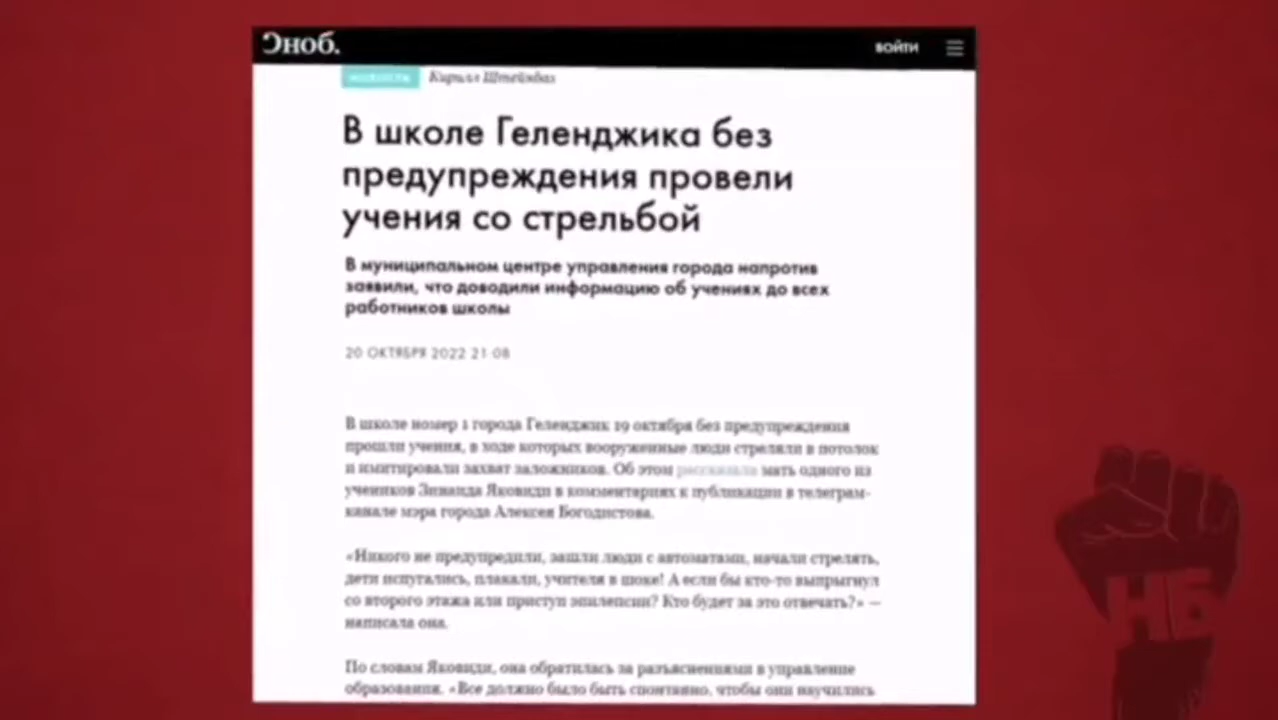 Сноб.
ВОЙТИ
НОВОСТИ Кирилл
В школе Геленджика без
предупреждения провели
учения со стрельбой
В муниципальном центре управления города напротив
заявили, что доводили информацию об учениях до всех
работников школы
20 ОКТЯБРЯ 2022 21:08
В школе номер 1 города Геленджик 19 октября без предупреждения
прошли учения, в ходе которых вооруженные люди стреляли в потолок
и имитировали захват заложников. Об этом рассказала мать одного из
учеников Зинаида Яковиди в комментариях к публикации в телеграм-
канале мэра города Алексея Богодистова.
«Никого не предупредили, зашли люди с автоматами, начали стрелять,
дети испугались, плакали, учителя в шоке! А если бы кто-то выпрыгнул
со второго этажа или приступ эпилепсии? Кто будет за это отвечать?» —
написала она.
По словам Яковиди, она обратилась за разъяснениями в управление
образования. «Все должно было быть спонтанно, чтобы они научились
НБ